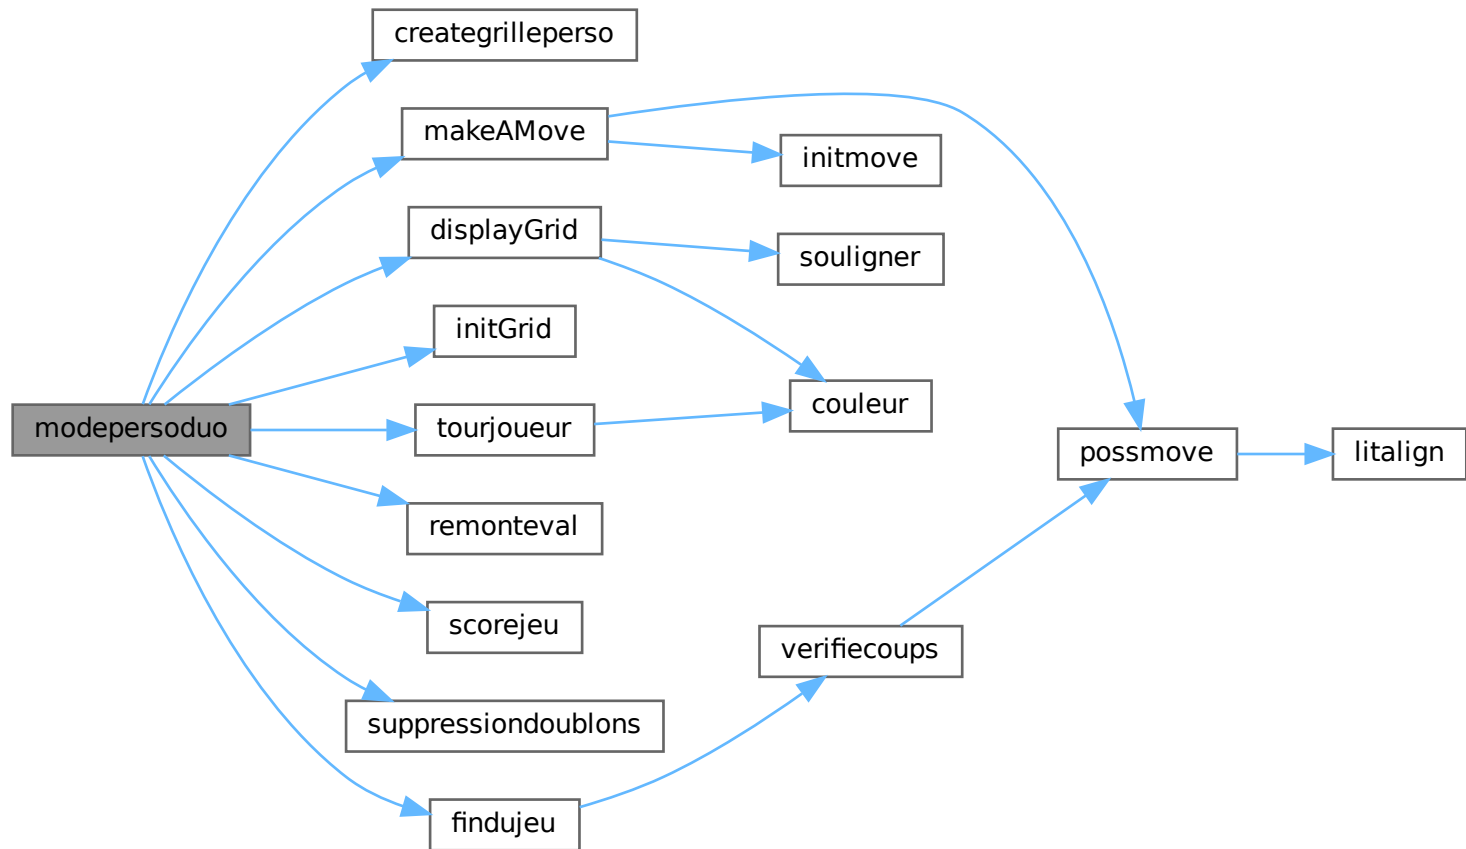 creategrilleperso
makeAMove
initmove
displayGrid
souligner
initGrid
couleur
modepersoduo
tourjoueur
possmove
litalign
remonteval
scorejeu
verifiecoups
suppressiondoublons
findujeu